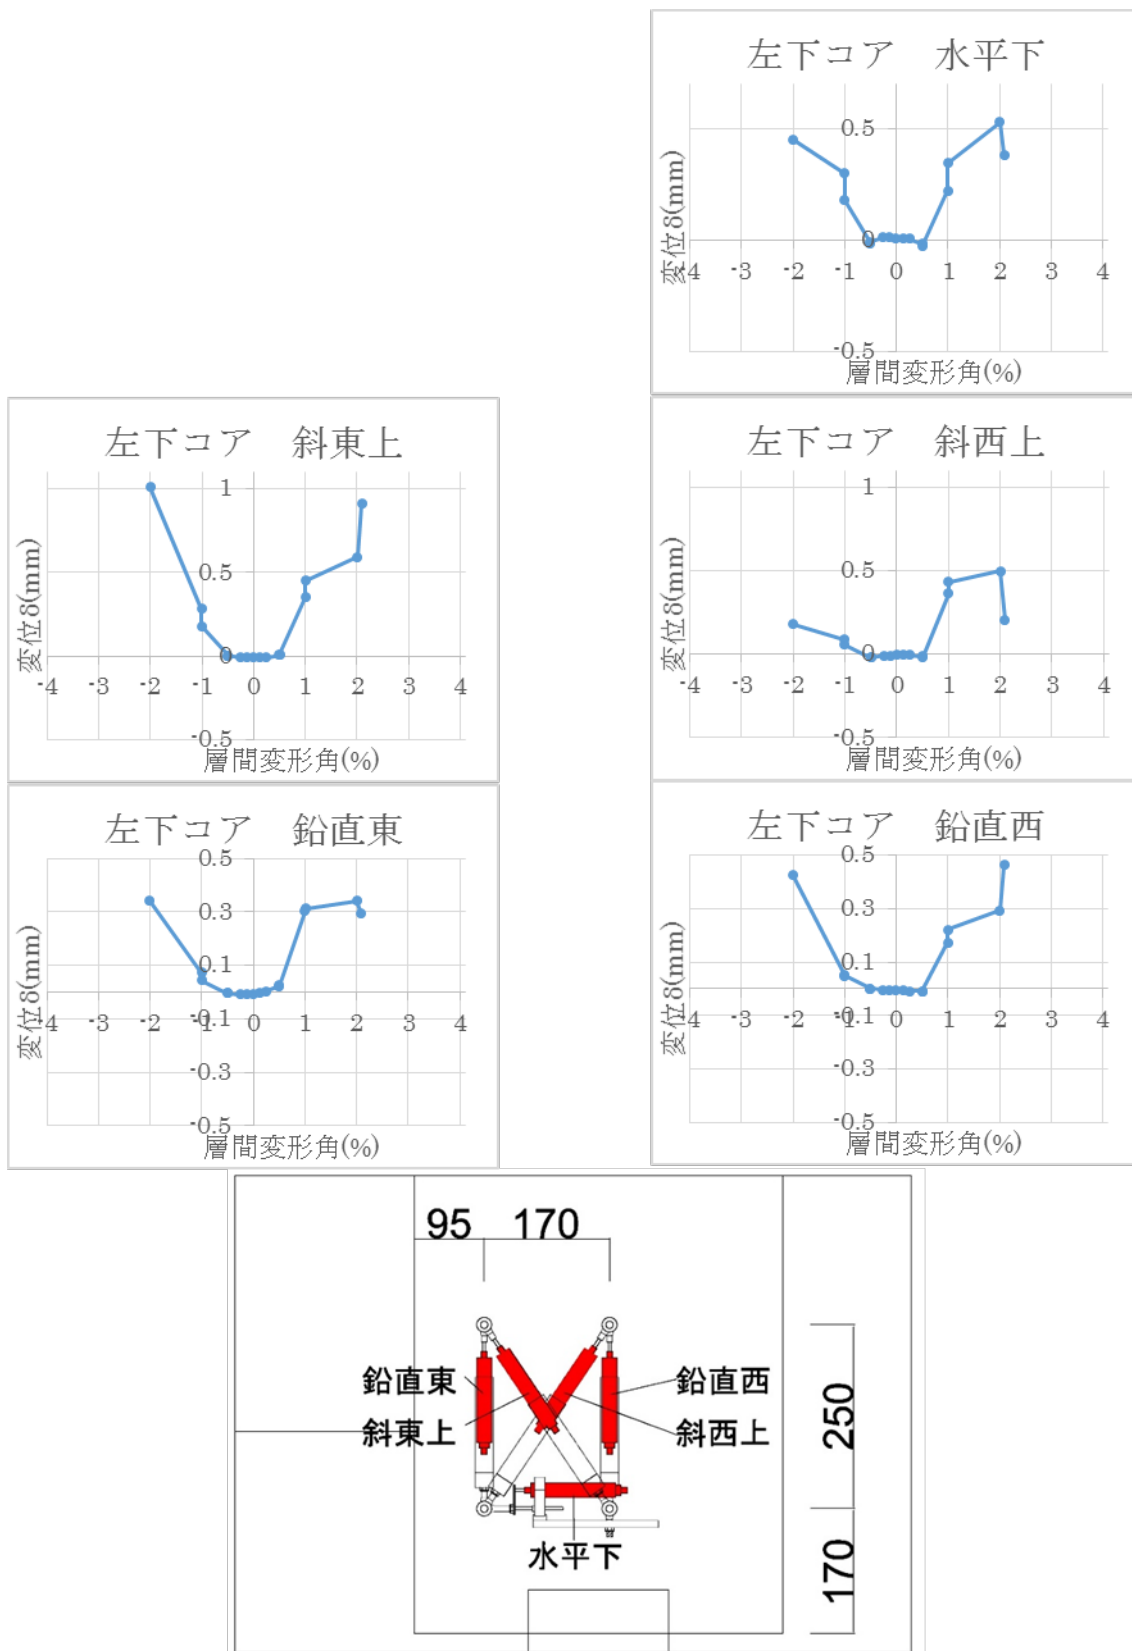 左下コア　水平下
0.5
0
-0.5
-4 -3 -2 -1 0 1 2 3 4
変位δ(mm)
層間変形角(%)
左下コア　斜東上
1
0.5
0
-0.5
-4 -3 -2 -1 0 1 2 3 4
変位δ(mm)
層間変形角(%)
左下コア　斜西上
1
0.5
0
-0.5
-4 -3 -2 -1 0 1 2 3 4
変位δ(mm)
層間変形角(%)
左下コア　鉛直東
0.5
0.3
0.1
-0.1
-0.3
-0.5
-4 -3 -2 -1 0 1 2 3 4
変位δ(mm)
層間変形角(%)
左下コア　鉛直西
0.5
0.3
0.1
-0.1
-0.3
-0.5
-4 -3 -2 -1 0 1 2 3 4
変位δ(mm)
層間変形角(%)
95 170
鉛直東 鉛直西
斜東上 斜西上
250
水平下
170